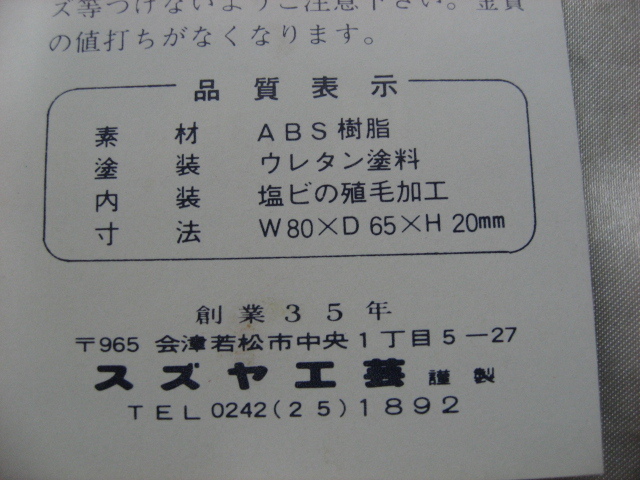 ズ等つけないようご注意下さい。金貨
の値打ちがなくなります。
品質表示
素材 ABS樹脂
塗装 ウレタン塗料
内装 塩ビの殖毛加工
寸法 W80×D65×H20mm
創業35年
〒965 会津若松市中央1丁目5−27
スズヤ工芸 謹製
TEL 0242(25)1892